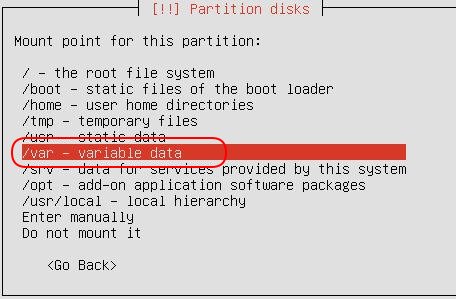 [!!] Partition disks
Mount point for this partition:
/ - the root file system
/boot - static files of the boot loader
/home - user home directories
/tmp - temporary files
/usr - static data
/var - variable data
/srv - data for services provided by this system
/opt - add-on application software packages
/usr/local - local hierarchy
Enter manually
Do not mount it
<Go Back>